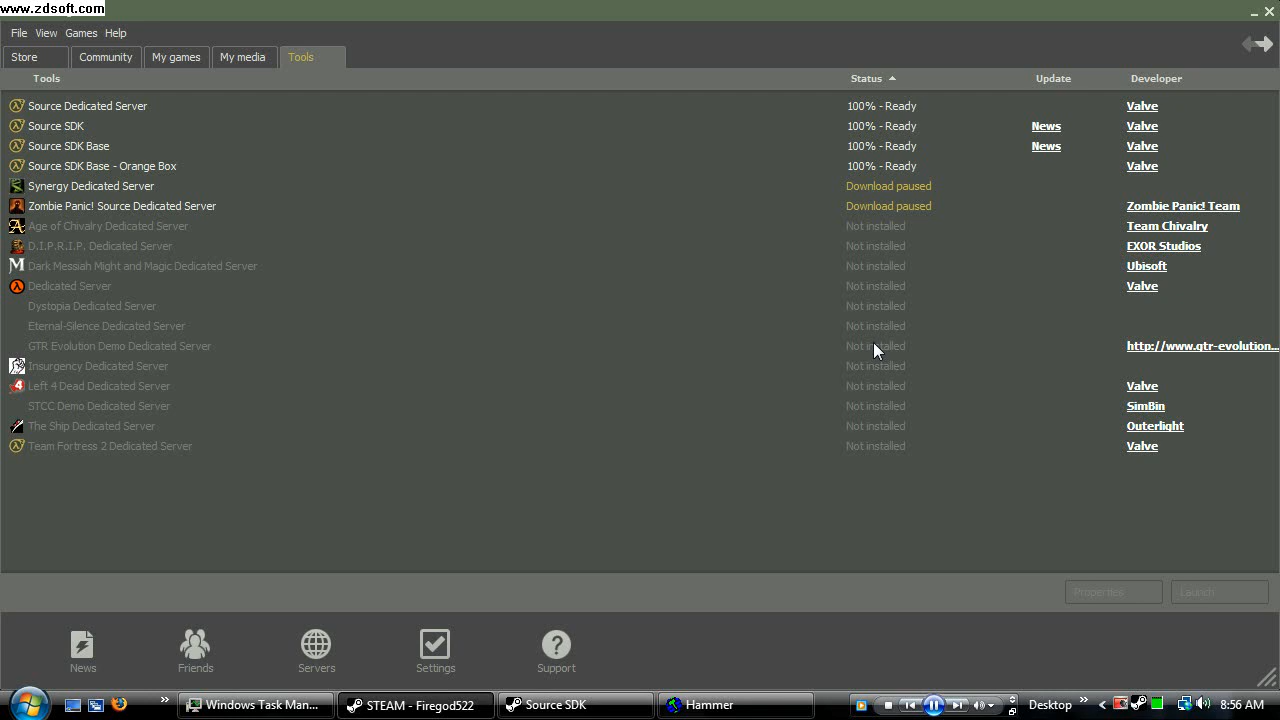 www.zdsoft.com
File View Games Help
Store Community My games My media Tools
Tools Status Update Developer
Source Dedicated Server 100% - Ready Valve
Source SDK 100% - Ready News Valve
Source SDK Base 100% - Ready News Valve
Source SDK Base - Orange Box 100% - Ready Valve
Synergy Dedicated Server Download paused
Zombie Panic! Source Dedicated Server Download paused Zombie Panic! Team
Age of Chivalry Dedicated Server Not installed Team Chivalry
D.I.P.R.I.P. Dedicated Server Not installed EXOR Studios
Dark Messiah Might and Magic Dedicated Server Not installed Ubisoft
Dedicated Server Not installed Valve
Dystopia Dedicated Server Not installed
Eternal-Silence Dedicated Server Not installed
GTR Evolution Demo Dedicated Server Not installed http://www.gtr-evolution...
Insurgency Dedicated Server Not installed
Left 4 Dead Dedicated Server Not installed Valve
STCC Demo Dedicated Server Not installed SimBin
The Ship Dedicated Server Not installed Outerlight
Team Fortress 2 Dedicated Server Not installed Valve
Properties Launch
News Friends Servers Settings Support
Windows Task Man... STEAM - Firegod522 Source SDK Hammer Desktop 8:56 AM